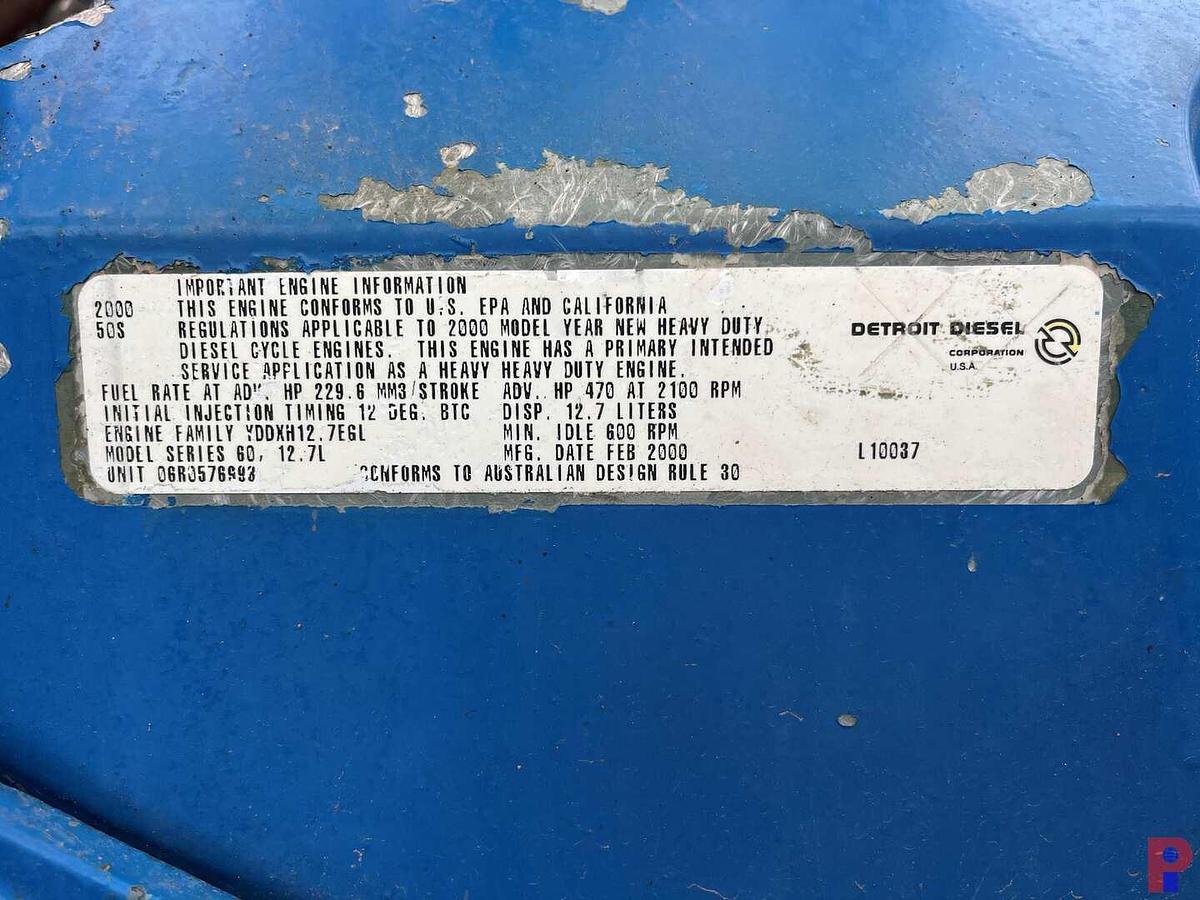 IMPORTANT ENGINE INFORMATION
2000 THIS ENGINE CONFORMS TO U.S. EPA AND CALIFORNIA
50S REGULATIONS APPLICABLE TO 2000 MODEL YEAR NEW HEAVY DUTY
DIESEL CYCLE ENGINES. THIS ENGINE HAS A PRIMARY INTENDED
SERVICE APPLICATION AS A HEAVY HEAVY DUTY ENGINE.
FUEL RATE AT ADV. HP 229.6 MM3/STROKE ADV. HP 470 AT 2100 RPM
INITIAL INJECTION TIMING 12 DEG. BTC DISP. 12.7 LITERS
ENGINE FAMILY YDDXH12.7EGL MIN. IDLE 600 RPM
MODEL SERIES 60, 12.7L MFG. DATE FEB 2000 L10037
UNIT CONFORMS TO AUSTRALIAN DESIGN RULE 30
DETROIT DIESEL
CORPORATION
U.S.A.